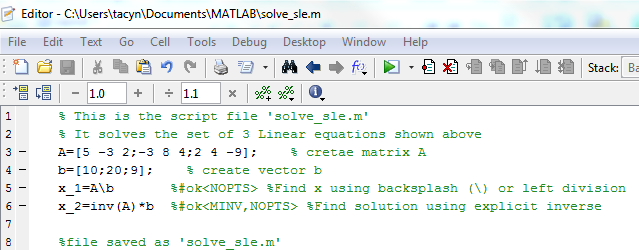 Editor - C:\Users\tacyn\Documents\MATLAB\solve_sle.m
File Edit Text Go Cell Tools Debug Desktop Window Help
Stack: Ba
1.0 1.1
1 % This is the script file 'solve_sle.m'
2 % It solves the set of 3 Linear equations shown above
3 - A=[5 -3 2;-3 8 4;2 4 -9]; % cretae matrix A
4 - b=[10;20;9]; % create vector b
5 - x_1=A\b %#ok<NOPTS> %Find x using backsplash (\) or left division
6 - x_2=inv(A)*b %#ok<MINV,NOPTS> %Find solution using explicit inverse
7
8 %file saved as 'solve_sle.m'